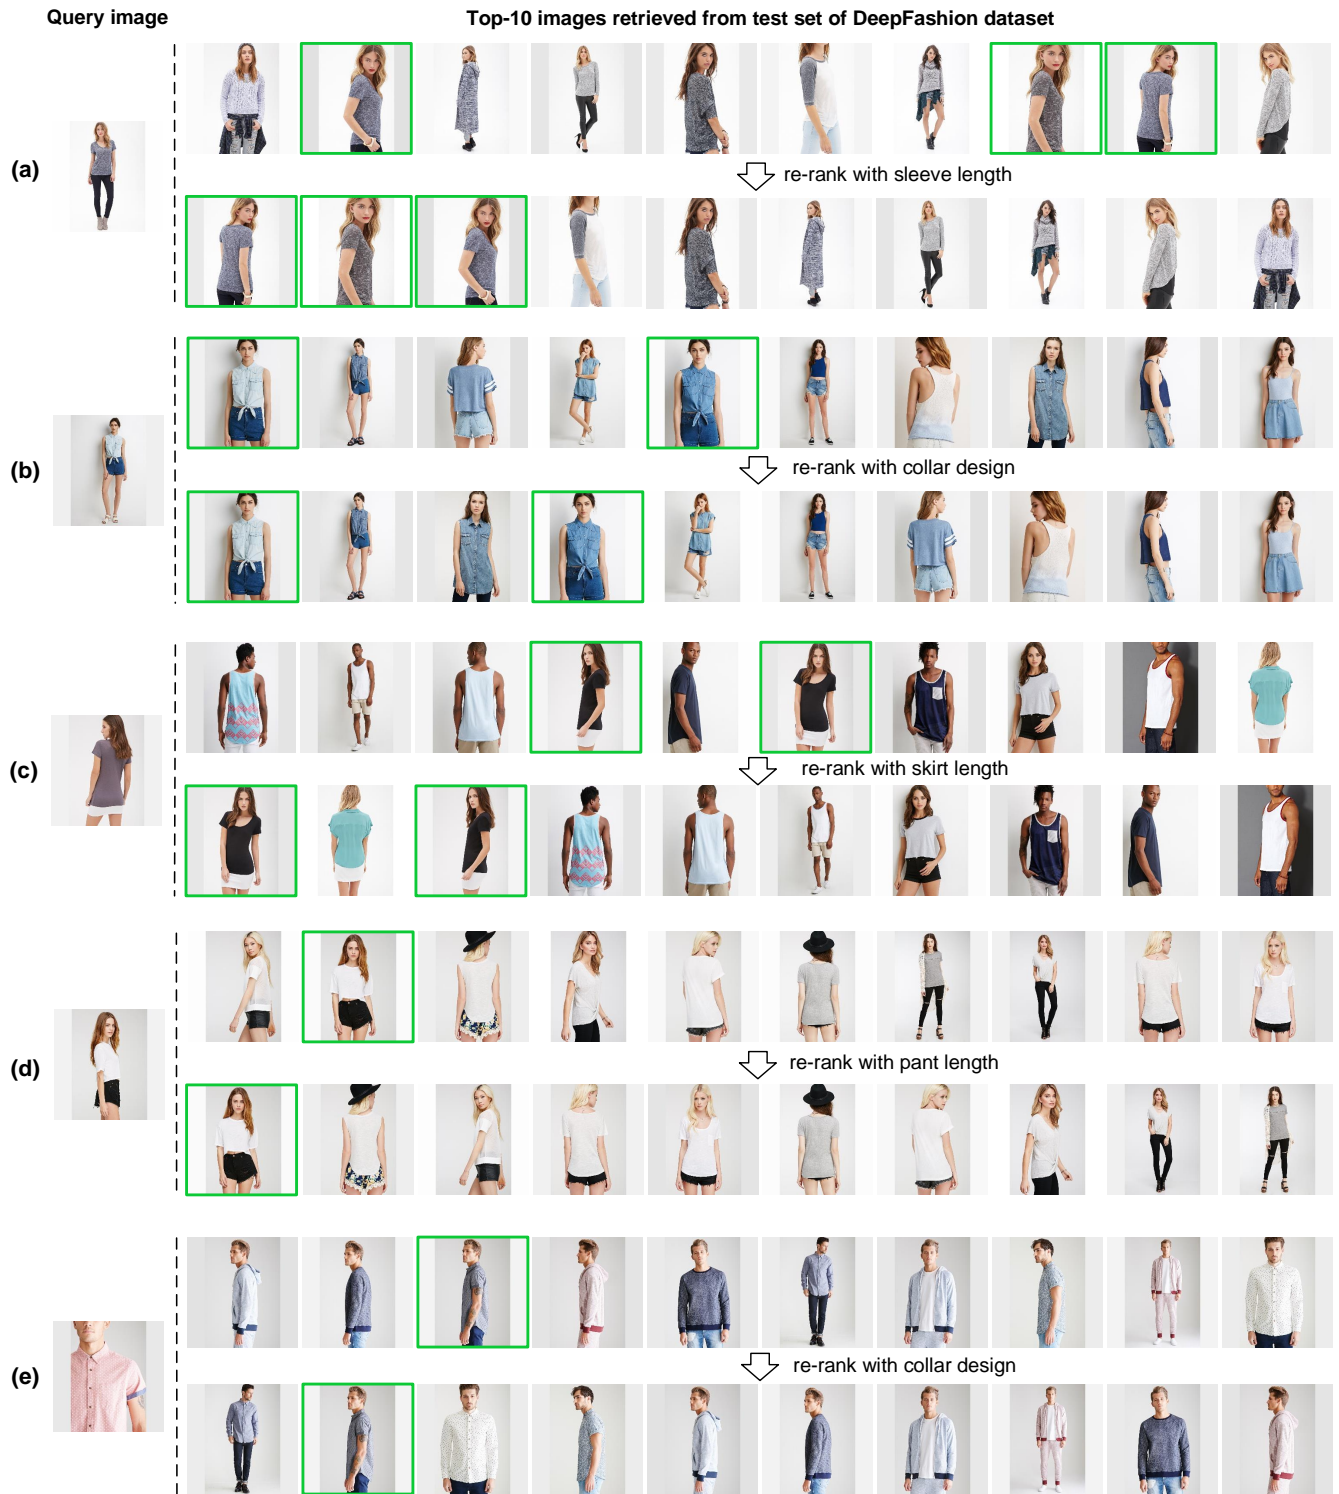 Query image
Top-10 images retrieved from test set of DeepFashion dataset
(a)
re-rank with sleeve length
(b)
re-rank with collar design
(c)
re-rank with skirt length
(d)
re-rank with pant length
(e)
re-rank with collar design